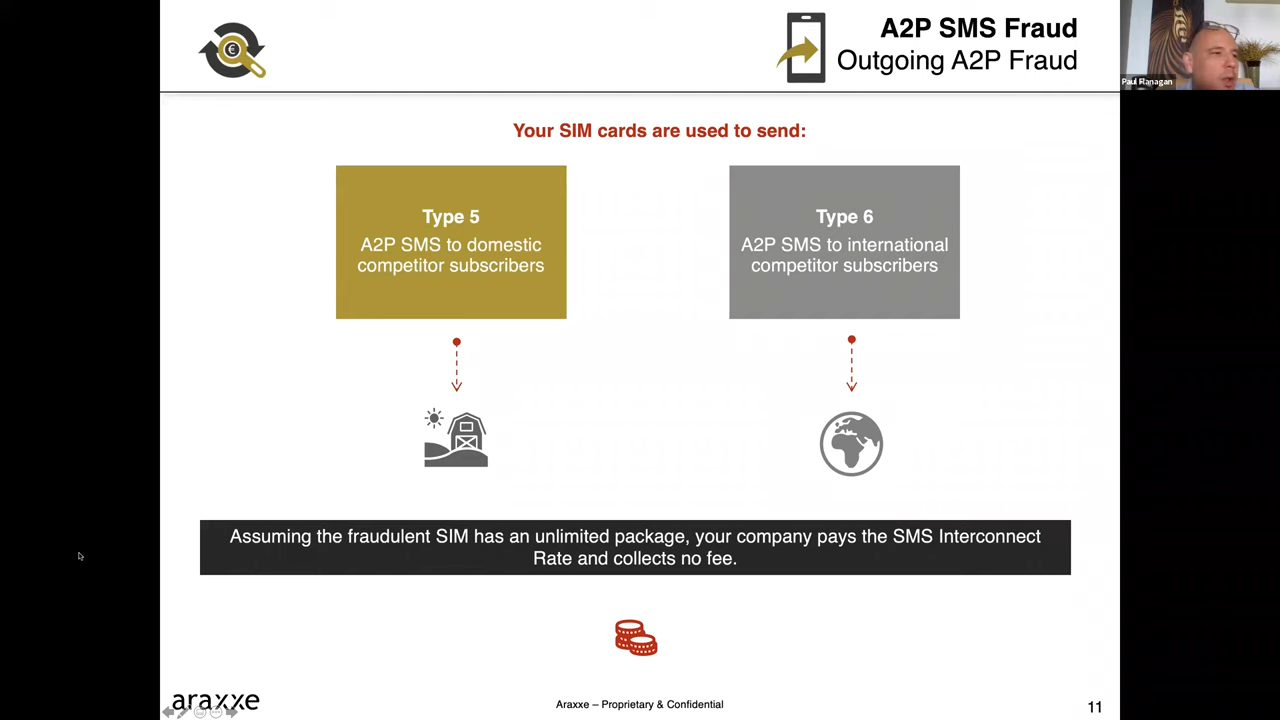 A2P SMS Fraud
Outgoing A2P Fraud
Paul Flanagan
Your SIM cards are used to send:
Type 5
A2P SMS to domestic
competitor subscribers
Type 6
A2P SMS to international
competitor subscribers
Assuming the fraudulent SIM has an unlimited package, your company pays the SMS Interconnect
Rate and collects no fee.
araxxe
Araxxe – Proprietary & Confidential
11